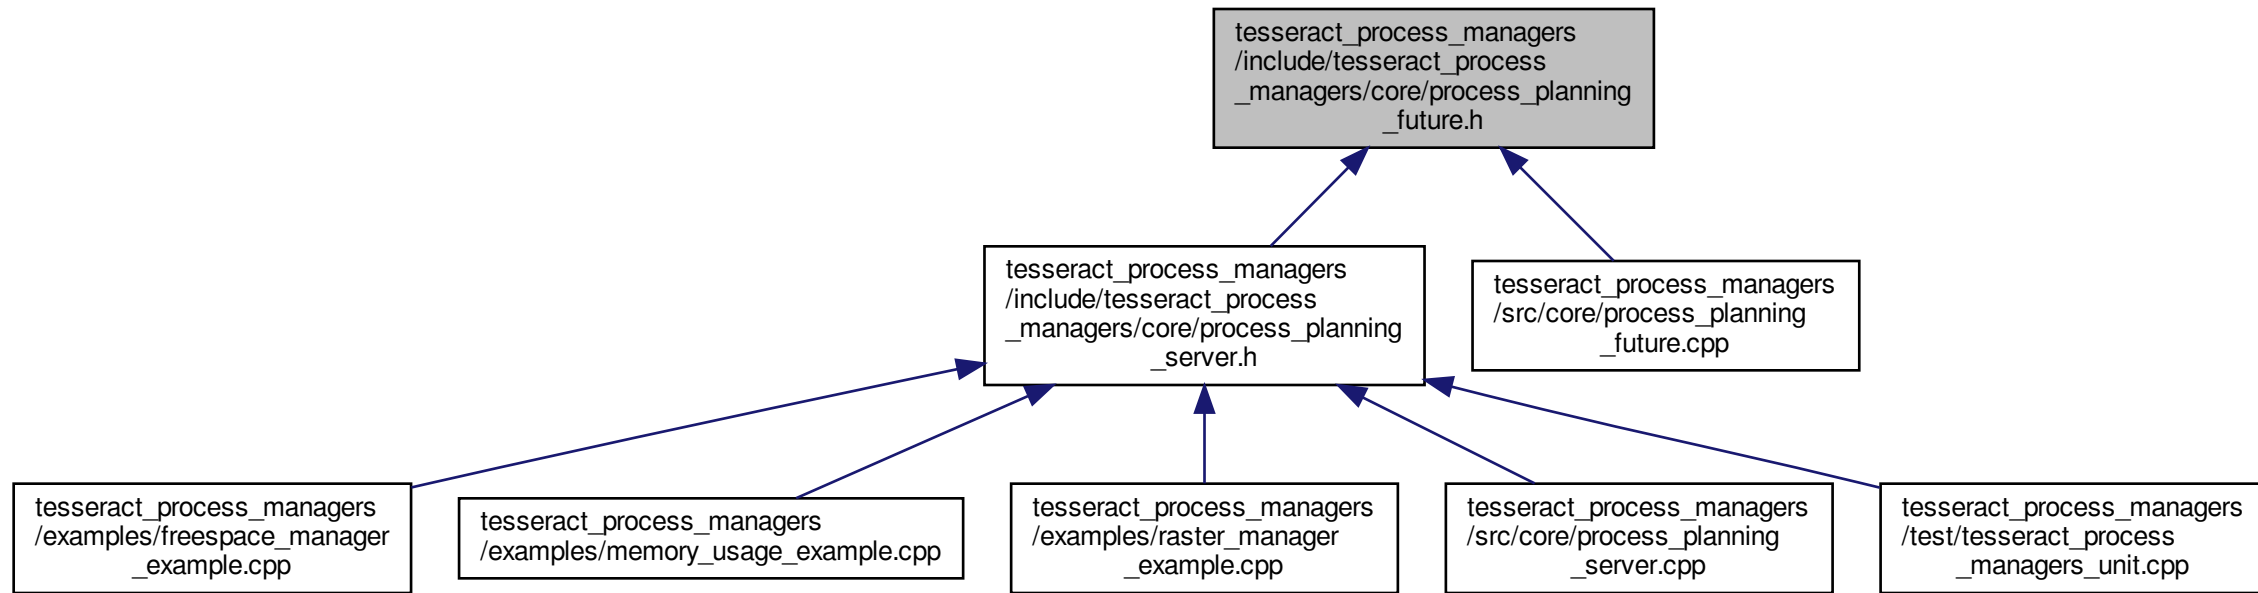 tesseract_process_managers
/include/tesseract_process
_managers/core/process_planning
_future.h
tesseract_process_managers
/include/tesseract_process
_managers/core/process_planning
_server.h
tesseract_process_managers
/src/core/process_planning
_future.cpp
tesseract_process_managers
/examples/freespace_manager
_example.cpp
tesseract_process_managers
/examples/memory_usage_example.cpp
tesseract_process_managers
/examples/raster_manager
_example.cpp
tesseract_process_managers
/src/core/process_planning
_server.cpp
tesseract_process_managers
/test/tesseract_process
_managers_unit.cpp